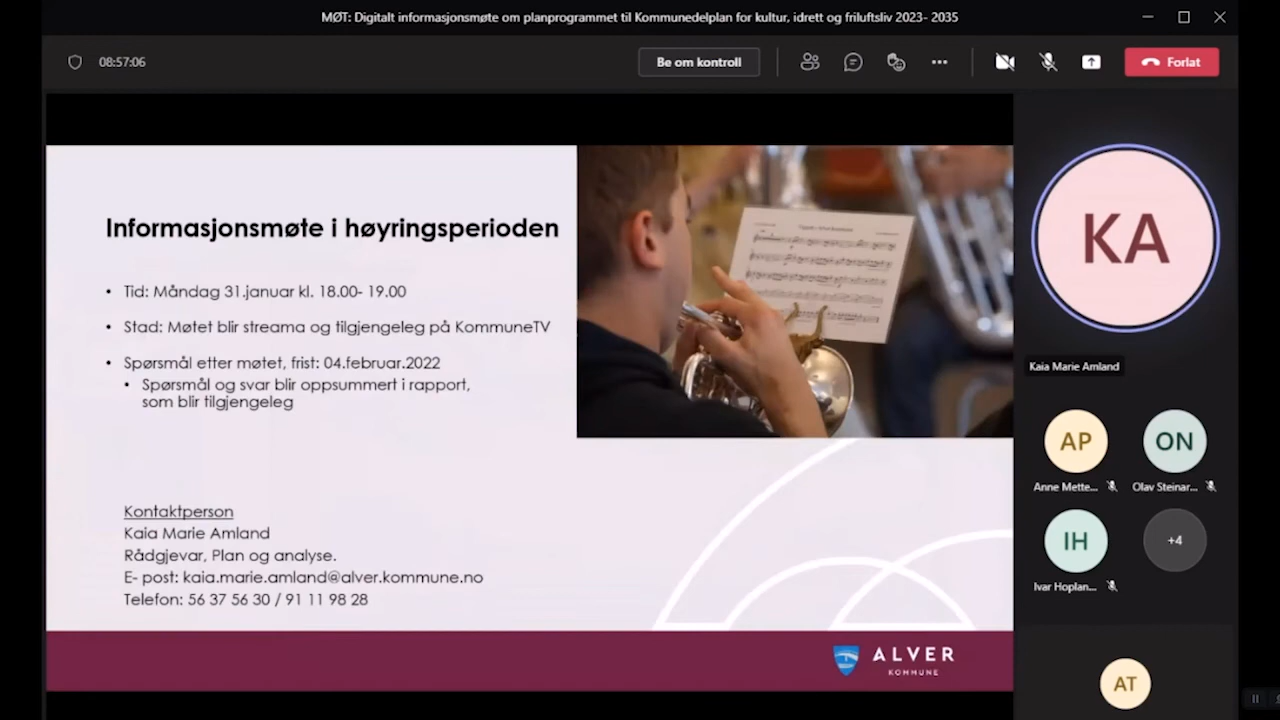 MØT: Digitalt informasjonsmøte om planprogrammet til Kommunedelplan for kultur, idrett og friluftsliv 2023- 2035
08:57:06
Be om kontroll
Forlat
Informasjonsmøte i høyringsperioden
• Tid: Måndag 31.januar kl. 18.00- 19.00
• Stad: Møtet blir streama og tilgjengeleg på KommuneTV
• Spørsmål etter møtet, frist: 04.februar.2022
• Spørsmål og svar blir oppsummert i rapport,
som blir tilgjengeleg
Kontaktperson
Kaia Marie Amland
Rådgjevar, Plan og analyse.
E- post: kaia.marie.amland@alver.kommune.no
Telefon: 56 37 56 30 / 91 11 98 28
ALVER
KOMMUNE
KA
Kaia Marie Amland
AP
ON
Anne Mette...
Olav Steinar...
IH
+4
Ivar Hoplan...
AT